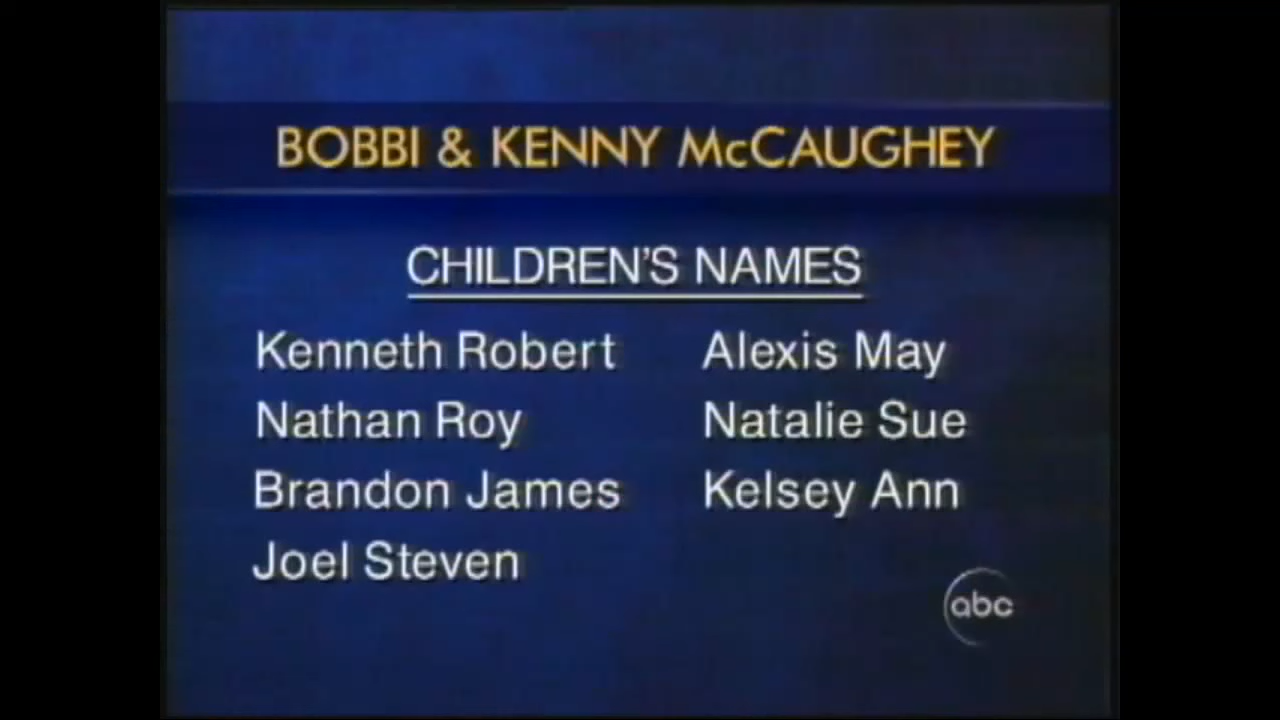 BOBBI & KENNY McCAUGHEY
CHILDREN'S NAMES
Kenneth Robert
Nathan Roy
Brandon James
Joel Steven
Alexis May
Natalie Sue
Kelsey Ann
abc